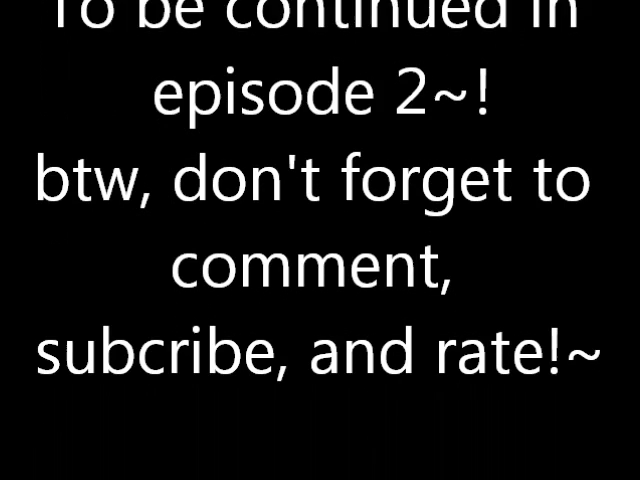 To be continued in
episode 2~!
btw, don't forget to
comment,
subcribe, and rate!~